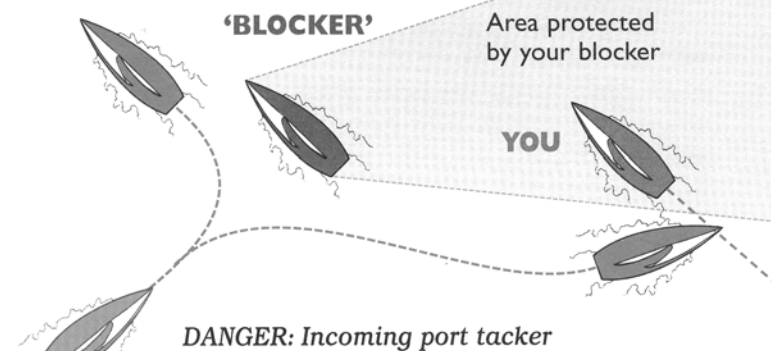 'BLOCKER'
Area protected
by your blocker
YOU
DANGER: Incoming port tacker